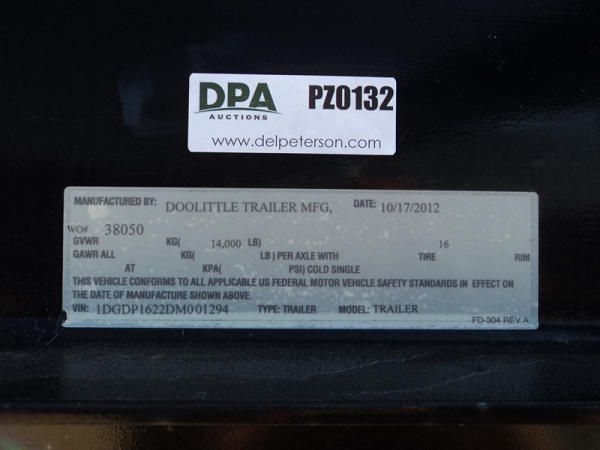 DPA
AUCTIONS
PZ0132
www.delpeterson.com
MANUFACTURED BY: DOOLITTLE TRAILER MFG, DATE: 10/17/2012
WO# 38050
GVWR KG( 14,000 LB) 16
GAWR ALL KG( LB ) PER AXLE WITH TIRE RIM
AT KPA( PSI) COLD SINGLE
THIS VEHICLE CONFORMS TO ALL APPLICABLE US FEDERAL MOTOR VEHICLE SAFETY STANDARDS IN EFFECT ON
THE DATE OF MANUFACTURE SHOWN ABOVE.
VIN: 1DGDP1622DM001294 TYPE: TRAILER MODEL: TRAILER
FD-304 REV A